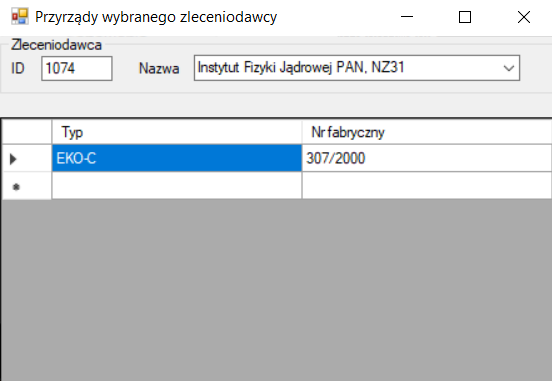 Przyrządy wybranego zleceniodawcy
Zleceniodawca
ID 1074 Nazwa Instytut Fizyki Jądrowej PAN, NZ31
Typ Nr fabryczny
EKO-C 307/2000